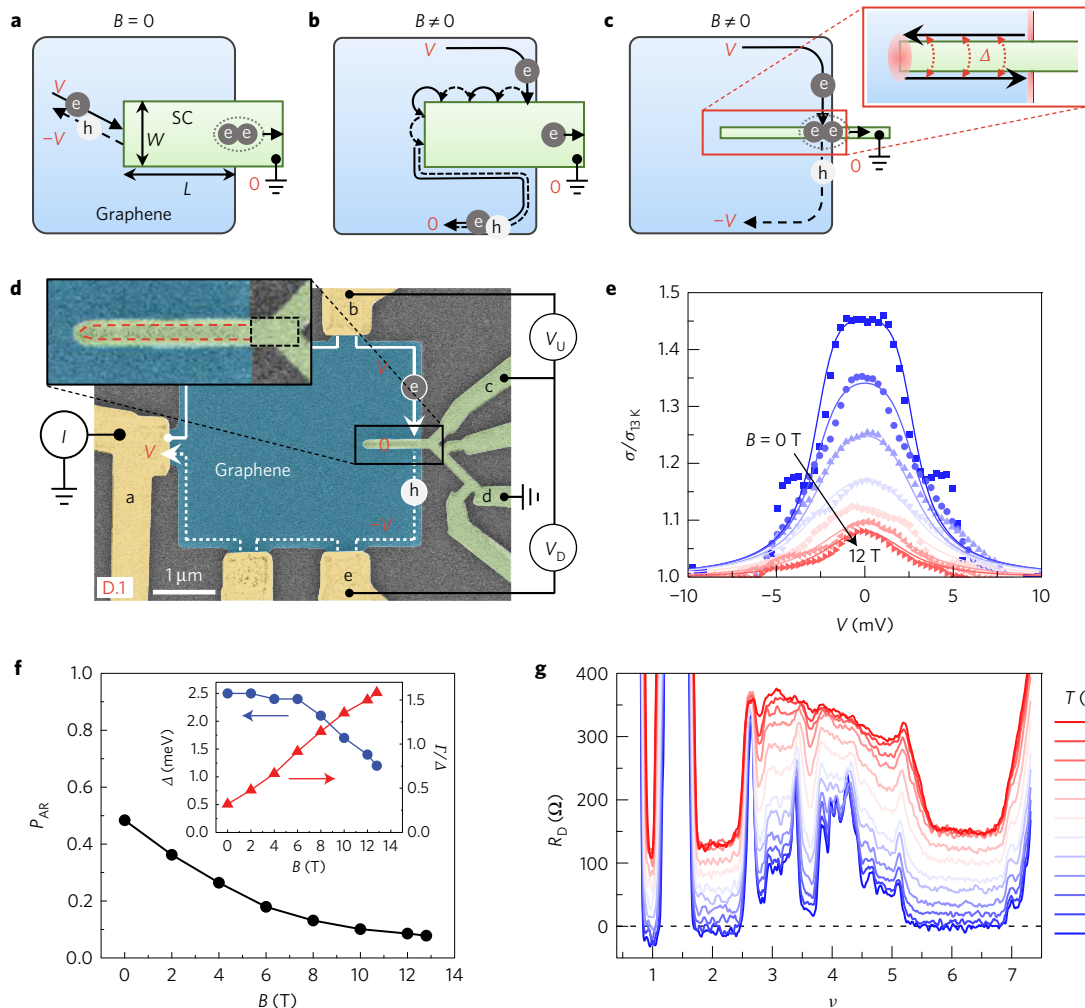 a
B = 0
V
e
h
−V
SC
W
e e
L
0
Graphene
b
B ≠ 0
V
e
e
0
0
e h
c
B ≠ 0
V
e
e e
0
h
−V
Δ
d
b
V_U
c
V
e
I
V
0
Graphene
h
d
a
−V
V_D
e
D.1
1 μm
e
1.5
1.4
1.3
1.2
1.1
1.0
σ/σ_13 K
B = 0 T
12 T
−10 −5 0 5 10
V (mV)
f
1.0
0.8
0.6
0.4
0.2
0.0
P_AR
0 2 4 6 8 10 12 14
B (T)
2.5
2.0
1.5
1.0
0.5
0.0
Δ (meV)
1.6
0.8
0.0
Γ/Δ
0 2 4 6 8 10 12 14
B (T)
g
400
300
200
100
0
R_D (Ω)
1 2 3 4 5 6 7
ν
T (